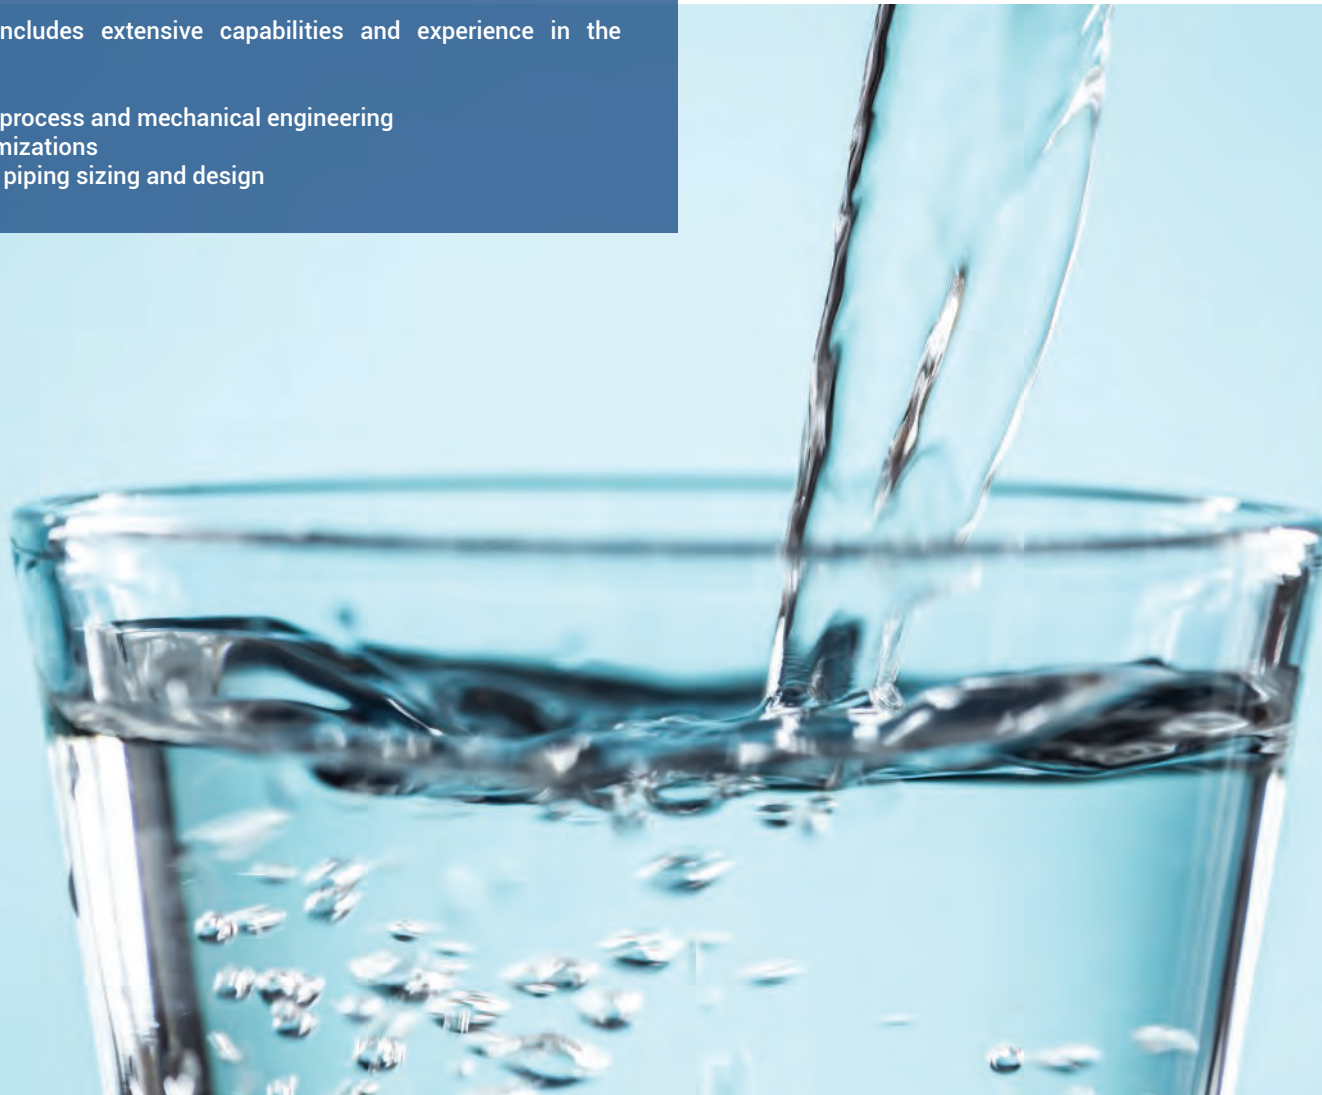 ncludes extensive capabilities and experience in the
process and mechanical engineering
mizations
piping sizing and design